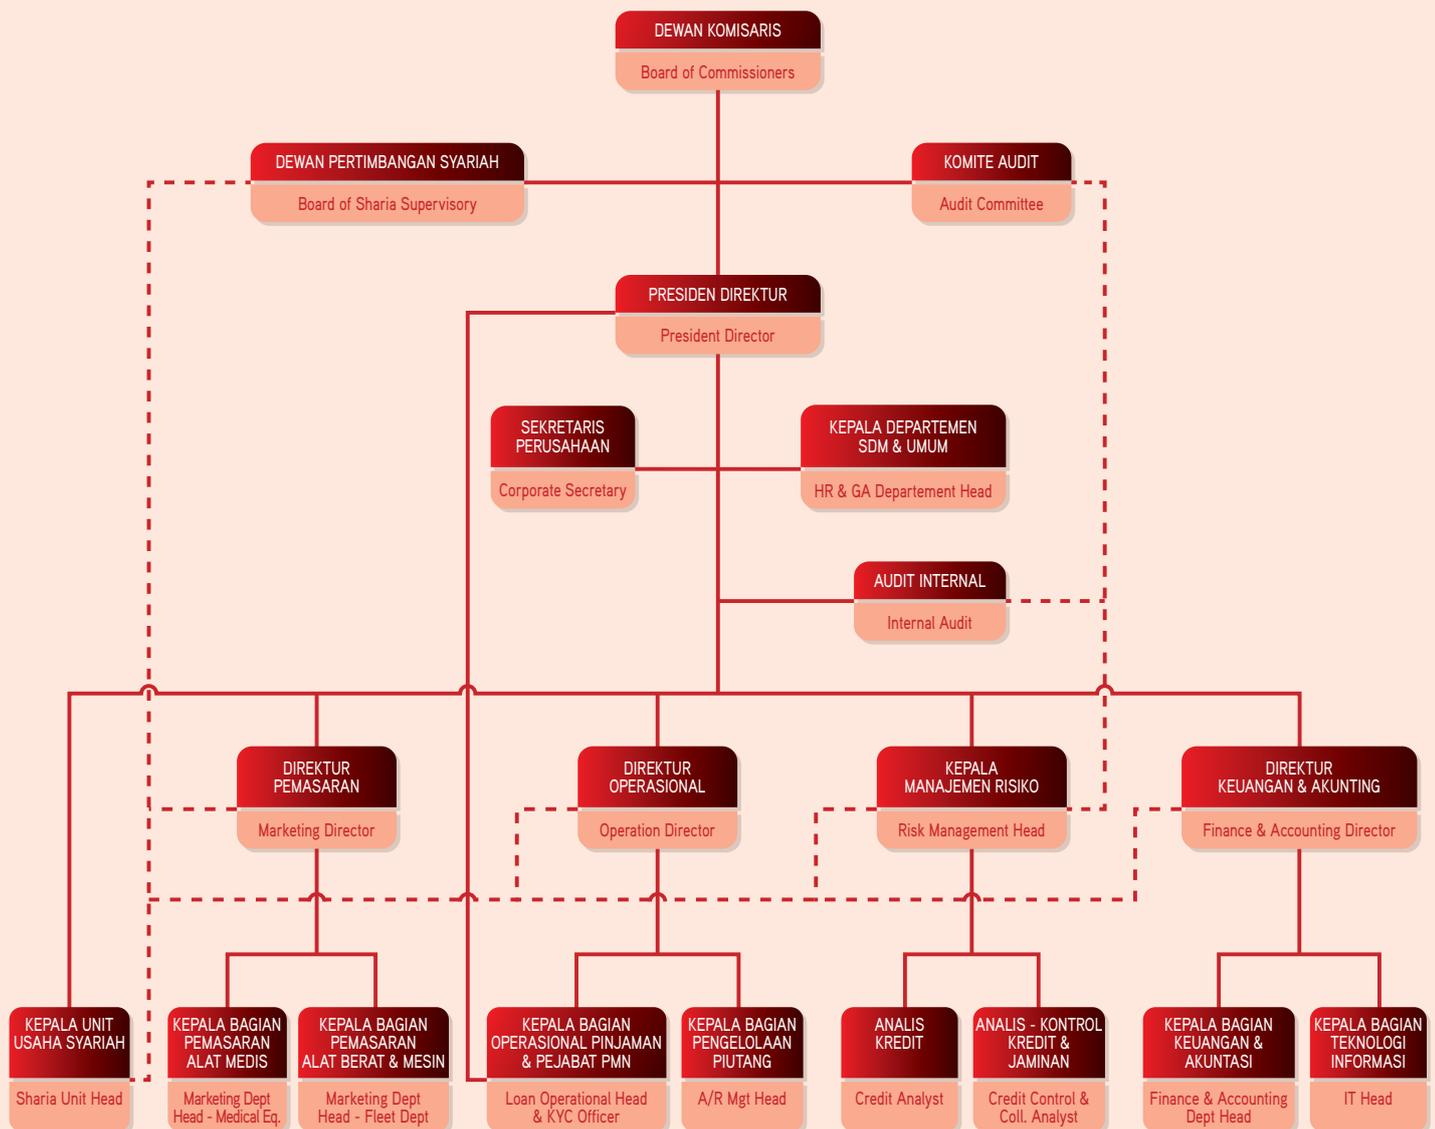 DEWAN KOMISARIS
Board of Commissioners
DEWAN PERTIMBANGAN SYARIAH
Board of Sharia Supervisory
KOMITE AUDIT
Audit Committee
PRESIDEN DIREKTUR
President Director
SEKRETARIS
PERUSAHAAN
Corporate Secretary
KEPALA DEPARTEMEN
SDM & UMUM
HR & GA Departement Head
AUDIT INTERNAL
Internal Audit
DIREKTUR
PEMASARAN
Marketing Director
DIREKTUR
OPERASIONAL
Operation Director
KEPALA
MANAJEMEN RISIKO
Risk Management Head
DIREKTUR
KEUANGAN & AKUNTING
Finance & Accounting Director
KEPALA UNIT
USAHA SYARIAH
Sharia Unit Head
KEPALA BAGIAN
PEMASARAN
ALAT MEDIS
Marketing Dept
Head - Medical Eq.
KEPALA BAGIAN
PEMASARAN
ALAT BERAT & MESIN
Marketing Dept
Head - Fleet Dept
KEPALA BAGIAN
OPERASIONAL PINJAMAN
& PEJABAT PMN
Loan Operational Head
& KYC Officer
KEPALA BAGIAN
PENGELOLAAN
PIUTANG
A/R Mgt Head
ANALIS
KREDIT
Credit Analyst
ANALIS - KONTROL
KREDIT &
JAMINAN
Credit Control &
Coll. Analyst
KEPALA BAGIAN
KEUANGAN &
AKUNTASI
Finance & Accounting
Dept Head
KEPALA BAGIAN
TEKNOLOGI
INFORMASI
IT Head